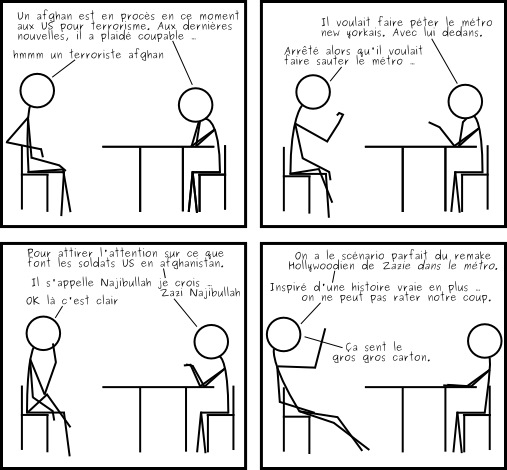 Un afghan est en procès en ce moment
aux US pour terrorisme. Aux dernières
nouvelles, il a plaidé coupable ...
hmmm un terroriste afghan
Il voulait faire péter le métro
new yorkais. Avec lui dedans.
Arrêté alors qu'il voulait
faire sauter le métro ...
Pour attirer l'attention sur ce que
font les soldats US en afghanistan.
Il s'appelle Najibullah je crois ...
Zazi Najibullah
OK là c'est clair
On a le scénario parfait du remake
Hollywoodien de Zazie dans le métro.
Inspiré d'une histoire vraie en plus ...
on ne peut pas rater notre coup.
Ça sent le
gros gros carton.